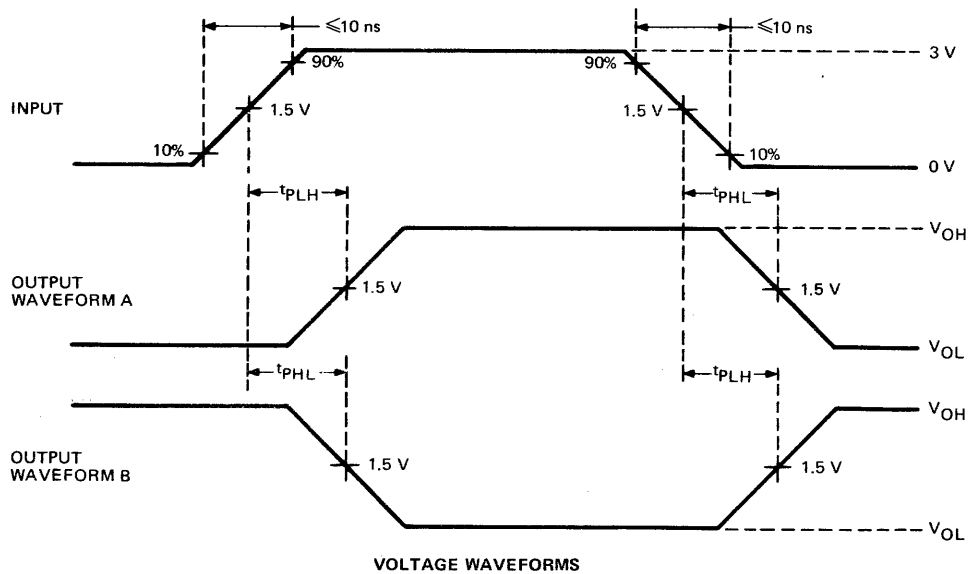 ≤10 ns
≤10 ns
90%
90%
3 V
INPUT
1.5 V
1.5 V
10%
10%
0 V
tPLH
tPHL
VOH
OUTPUT
WAVEFORM A
1.5 V
1.5 V
VOL
tPHL
tPLH
VOH
OUTPUT
WAVEFORM B
1.5 V
1.5 V
VOL
VOLTAGE WAVEFORMS